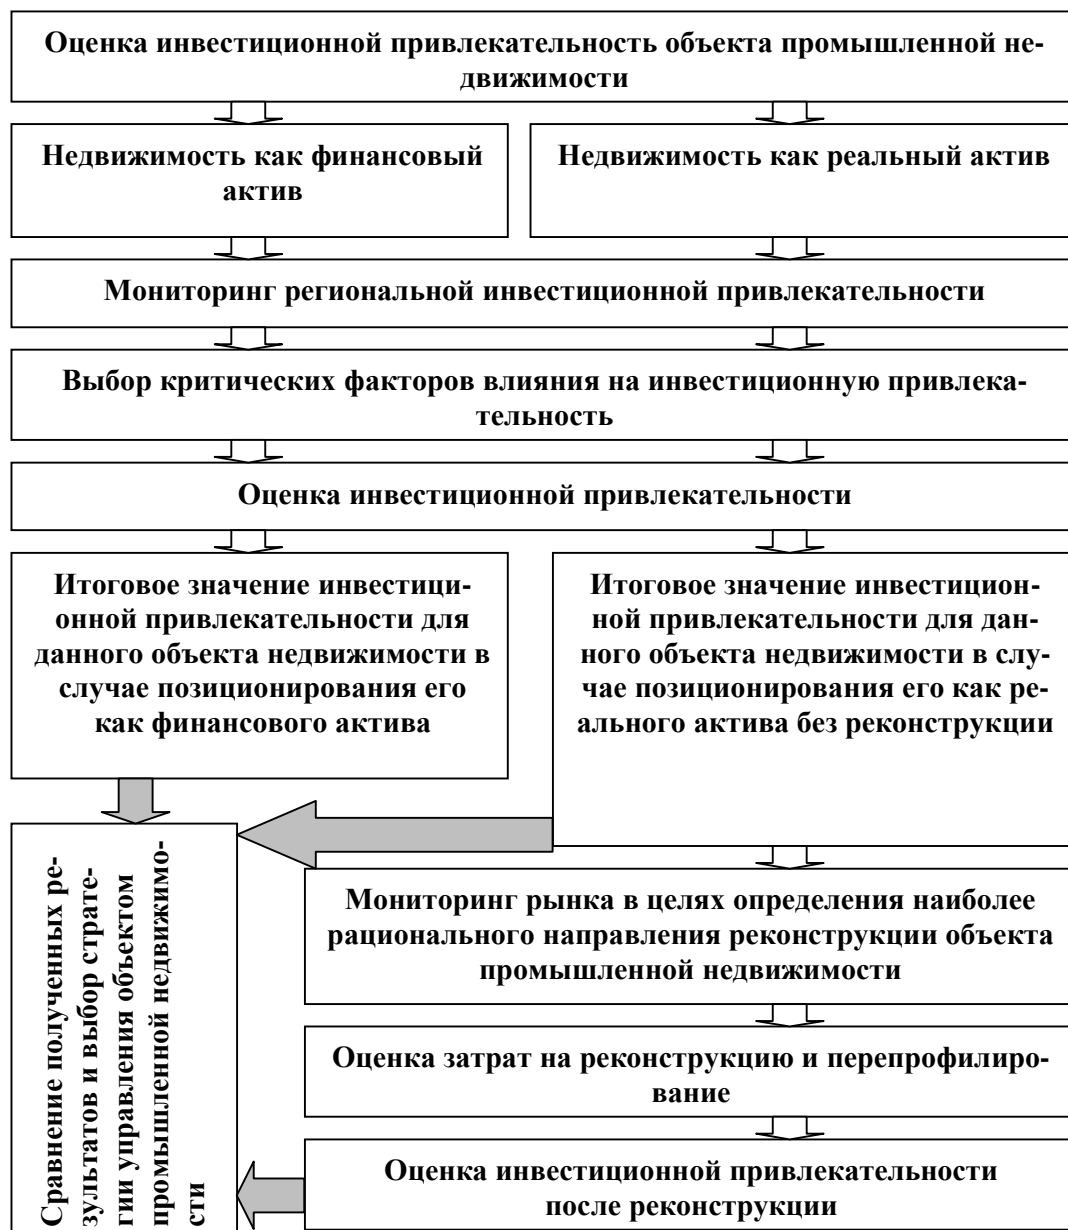 Оценка инвестиционной привлекательность объекта промышленной не-
движимости
Недвижимость как финансовый
актив
Недвижимость как реальный актив
Мониторинг региональной инвестиционной привлекательности
Выбор критических факторов влияния на инвестиционную привлека-
тельность
Оценка инвестиционной привлекательности
Итоговое значение инвестици-
онной привлекательности для
данного объекта недвижимости в
случае позиционирования его
как финансового актива
Итоговое значение инвестицион-
ной привлекательности для дан-
ного объекта недвижимости в слу-
чае позиционирования его как ре-
ального актива без реконструкции
Сравнение полученных ре-
зультатов и выбор страте-
гии управления объектом
промышленной недвижимо-
сти
Мониторинг рынка в целях определения наиболее
рационального направления реконструкции объекта
промышленной недвижимости
Оценка затрат на реконструкцию и перепрофилиро-
вание
Оценка инвестиционной привлекательности
после реконструкции